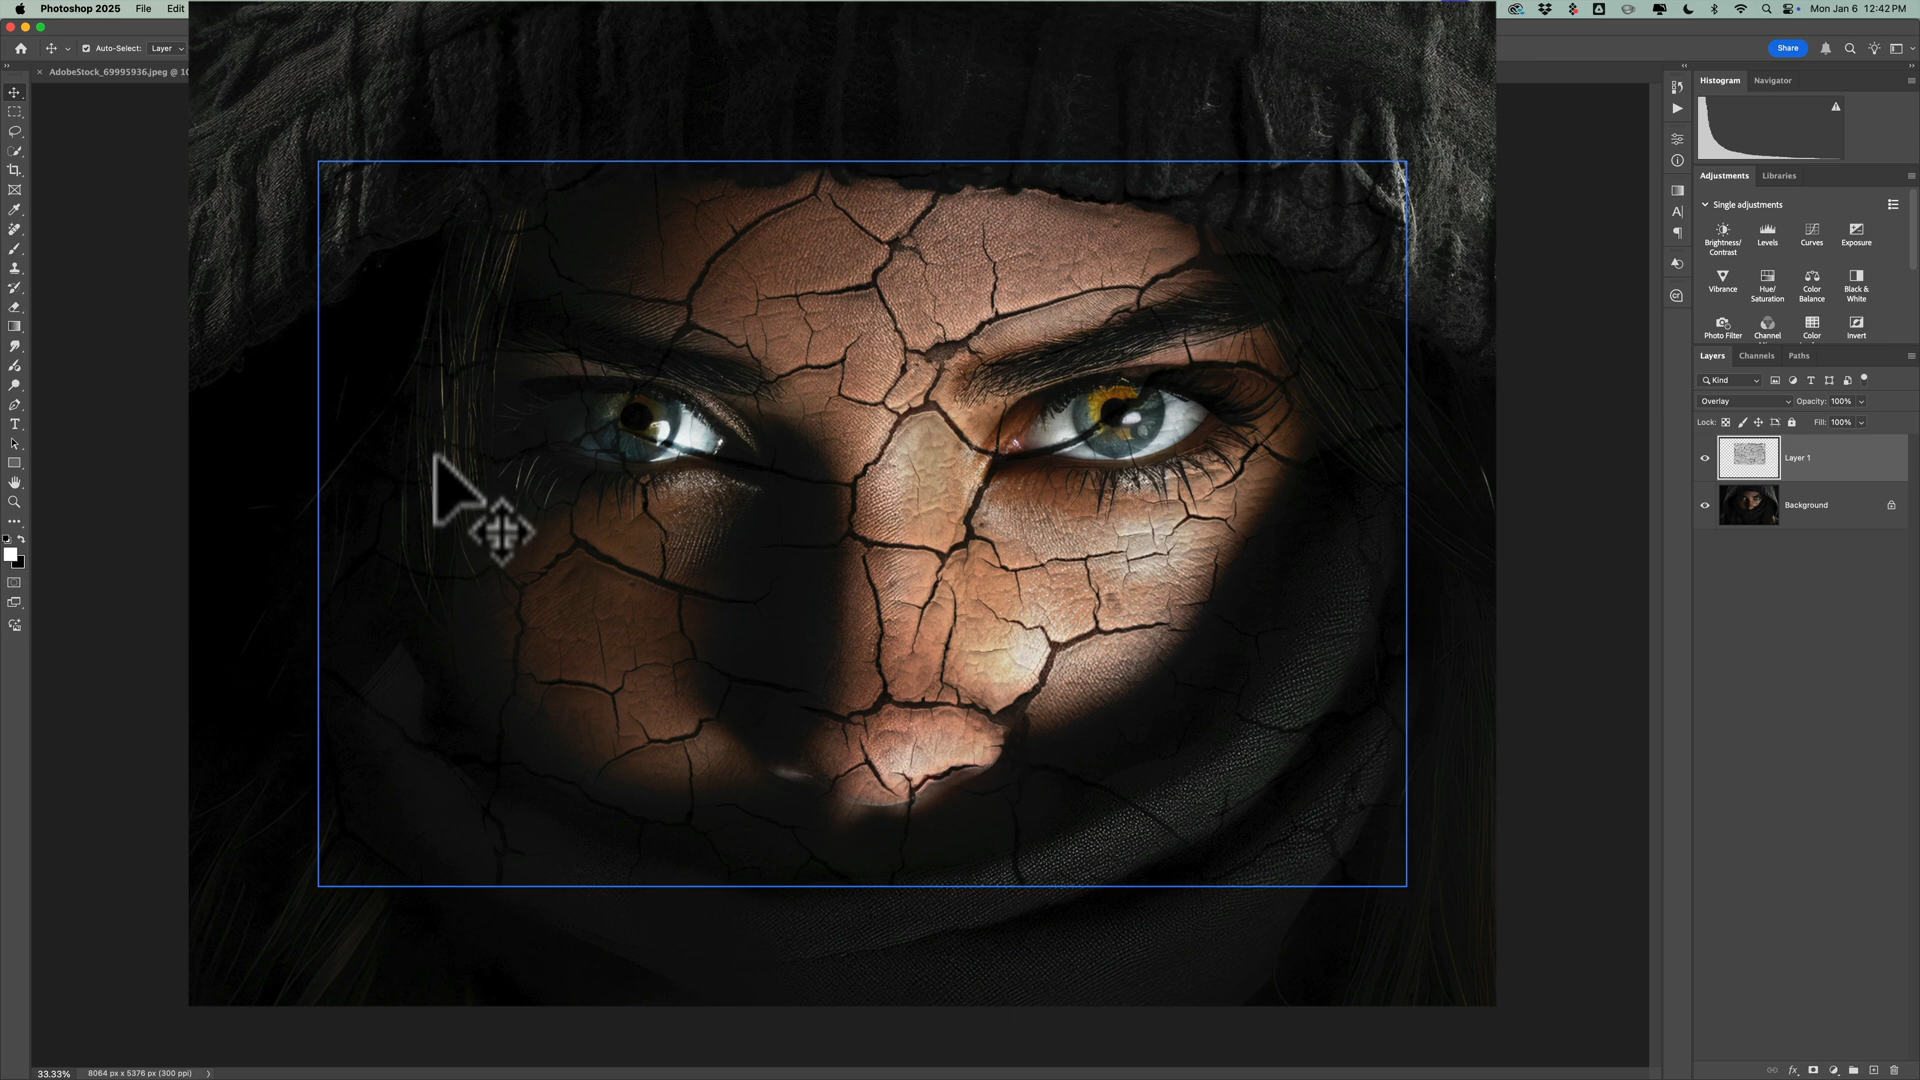 Photoshop 2025 File Edit Mon Jan 6 12:42 PM
Auto-Select: Layer Share
AdobeStock_69995936.jpeg @ 10
Histogram Navigator
Adjustments Libraries
Single adjustments
Brightness/ Levels Curves Exposure
Contrast
Vibrance Hue/ Color Black &
Saturation Balance White
Photo Filter Channel Color Invert
Layers Channels Paths
Kind
Overlay Opacity: 100%
Lock: Fill: 100%
Layer 1
Background
33.33% 8064 px x 5376 px (300 ppi)